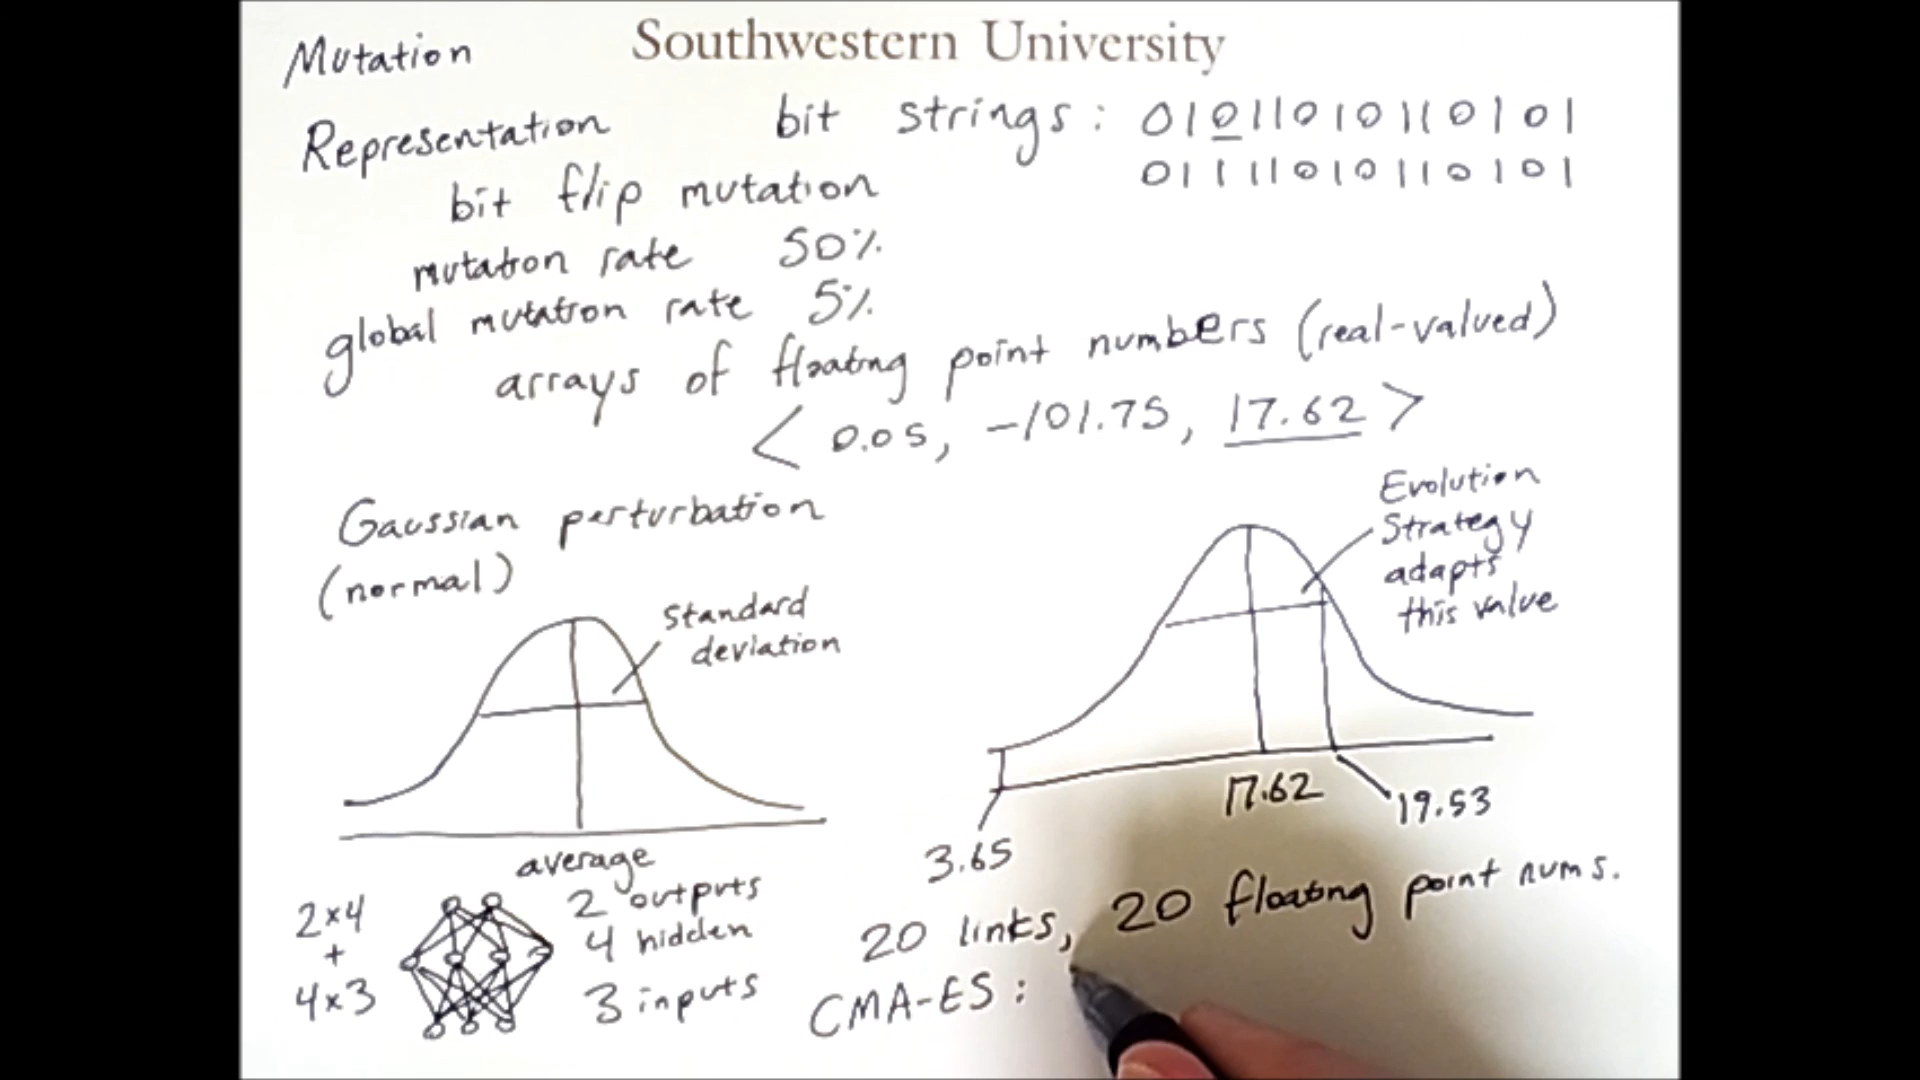 Southwestern University
Mutation
Representation bit strings: 01011010110101
bit flip mutation 01111010110101
mutation rate 50%
global mutation rate 5%
arrays of floating point numbers (real-valued)
< 0.05, -101.75, 17.62 >
Gaussian perturbation
(normal)
Standard
deviation
average
Evolution
Strategy
adapts
this value
17.62
19.53
3.65
2x4
+
4x3
2 outputs
4 hidden
3 inputs
20 links, 20 floating point nums.
CMA-ES: